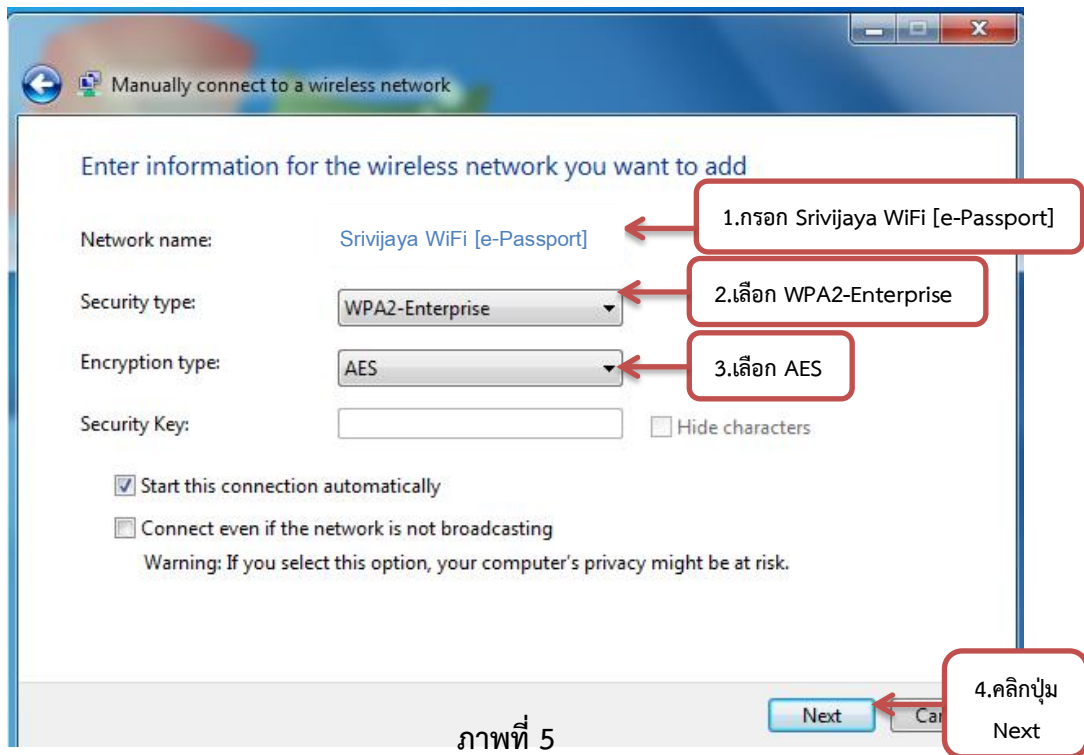 Manually connect to a wireless network
Enter information for the wireless network you want to add
1.กรอก Srivijaya WiFi [e-Passport]
Network name:
Srivijaya WiFi [e-Passport]
2.เลือก WPA2-Enterprise
Security type:
WPA2-Enterprise
3.เลือก AES
Encryption type:
AES
Security Key:
Hide characters
Start this connection automatically
Connect even if the network is not broadcasting
Warning: If you select this option, your computer's privacy might be at risk.
4.คลิกปุ่ม
Next
Next
Can
ภาพที่ 5